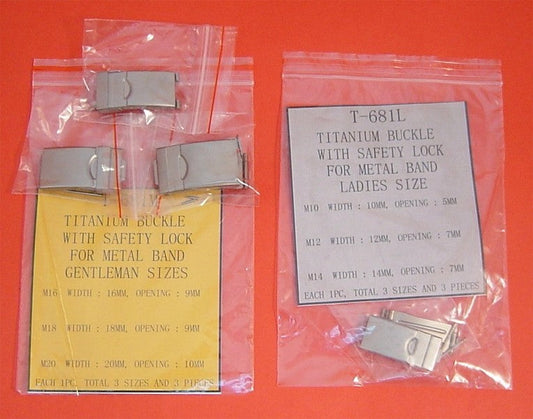 TITANIUM BUCKLE
WITH SAFETY LOCK
FOR METAL BAND
GENTLEMAN SIZES
M16 WIDTH : 16MM, OPENING : 9MM
M18 WIDTH : 18MM, OPENING : 9MM
M20 WIDTH : 20MM, OPENING : 10MM
EACH 1PC, TOTAL 3 SIZES AND 3 PIECES
T-681L
TITANIUM BUCKLE
WITH SAFETY LOCK
FOR METAL BAND
LADIES SIZE
M10 WIDTH : 10MM, OPENING : 5MM
M12 WIDTH : 12MM, OPENING : 7MM
M14 WIDTH : 14MM, OPENING : 7MM
EACH 1PC, TOTAL 3 SIZES AND 3 PIECES